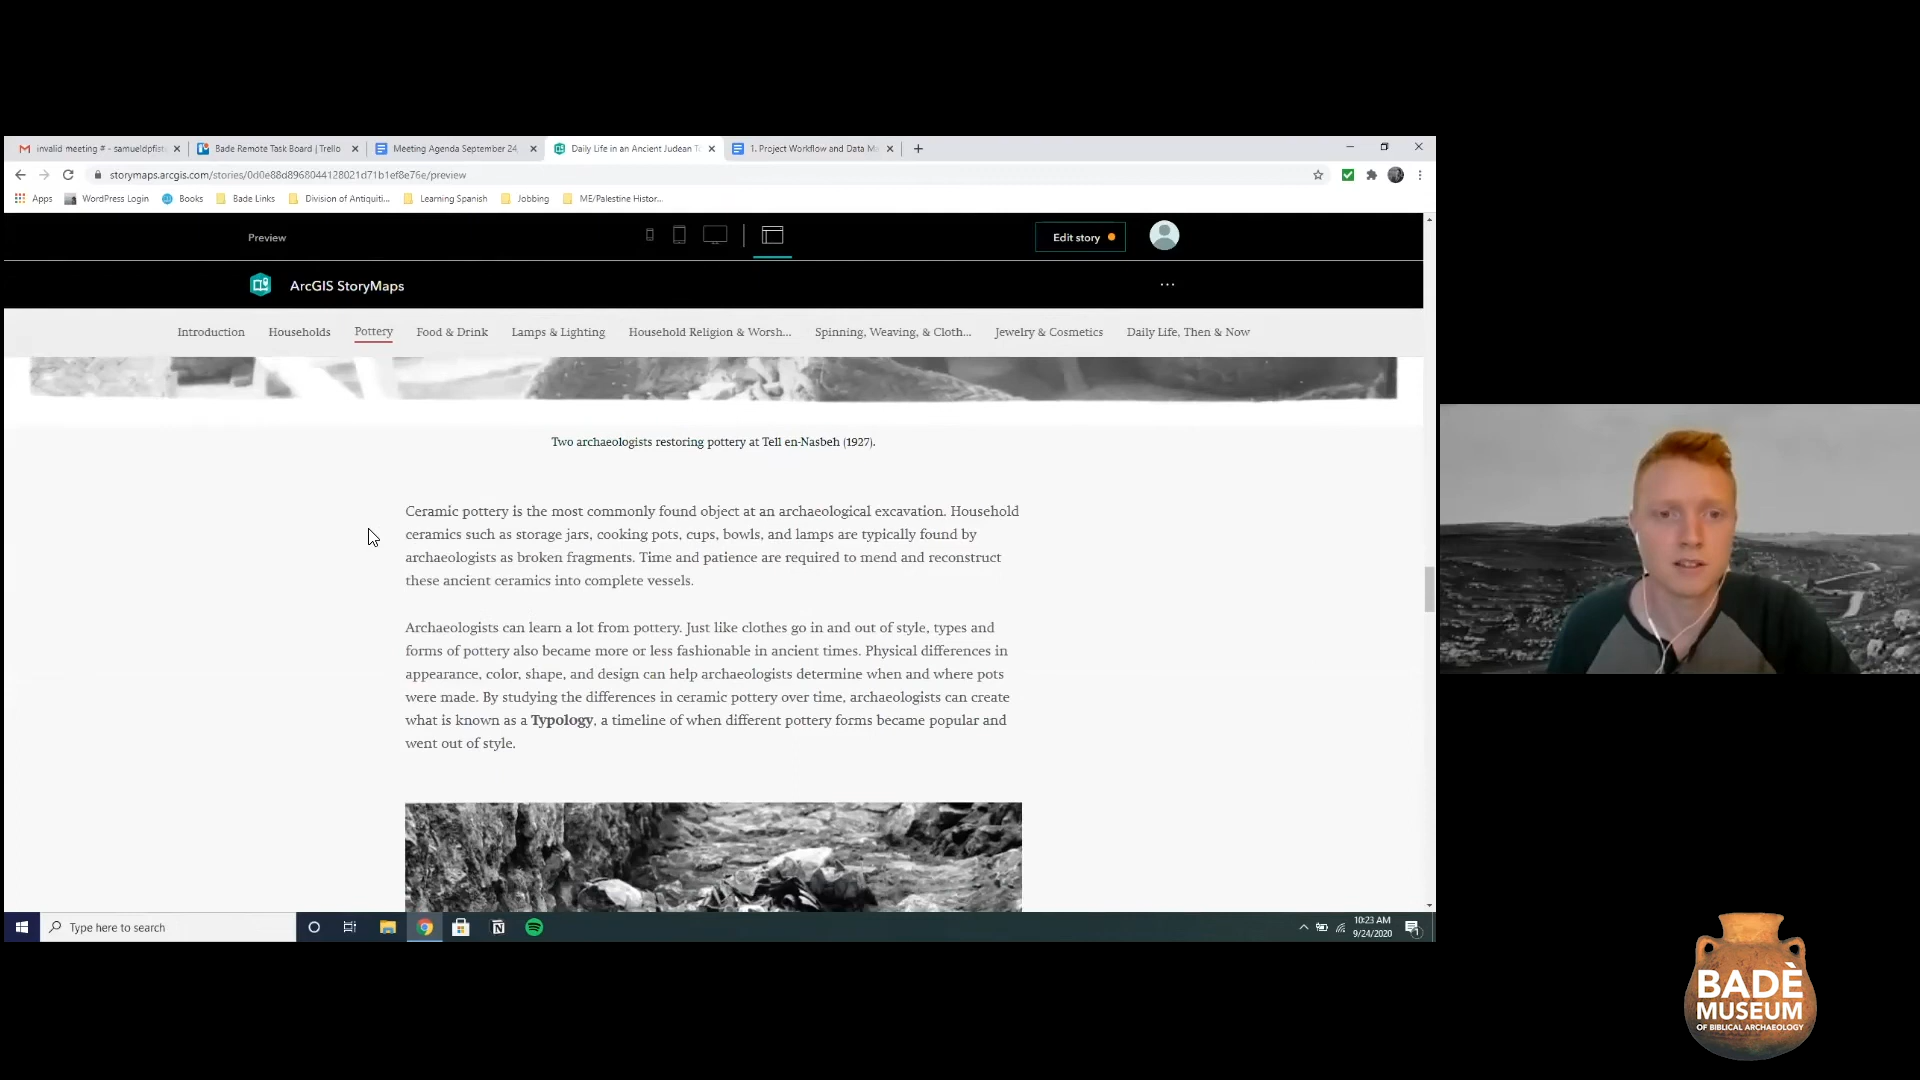 invalid meeting # - samueldpfist
Bade Remote Task Board | Trello
Meeting Agenda September 24,
Daily Life in an Ancient Judean T
1. Project Workflow and Data M
storymaps.arcgis.com/stories/0d0e88d8968044128021d71b1ef8e76e/preview
Apps
WordPress Login
Books
Bade Links
Division of Antiquiti...
Learning Spanish
Jobbing
ME/Palestine Histor...
Preview
Edit story
ArcGIS StoryMaps
...
Introduction
Households
Pottery
Food & Drink
Lamps & Lighting
Household Religion & Worsh...
Spinning, Weaving, & Cloth...
Jewelry & Cosmetics
Daily Life, Then & Now
Two archaeologists restoring pottery at Tell en-Nasbeh (1927).
Ceramic pottery is the most commonly found object at an archaeological excavation. Household
ceramics such as storage jars, cooking pots, cups, bowls, and lamps are typically found by
archaeologists as broken fragments. Time and patience are required to mend and reconstruct
these ancient ceramics into complete vessels.
Archaeologists can learn a lot from pottery. Just like clothes go in and out of style, types and
forms of pottery also became more or less fashionable in ancient times. Physical differences in
appearance, color, shape, and design can help archaeologists determine when and where pots
were made. By studying the differences in ceramic pottery over time, archaeologists can create
what is known as a Typology, a timeline of when different pottery forms became popular and
went out of style.
Type here to search
10:23 AM
9/24/2020
1
BADÈ
MUSEUM
OF BIBLICAL ARCHAEOLOGY